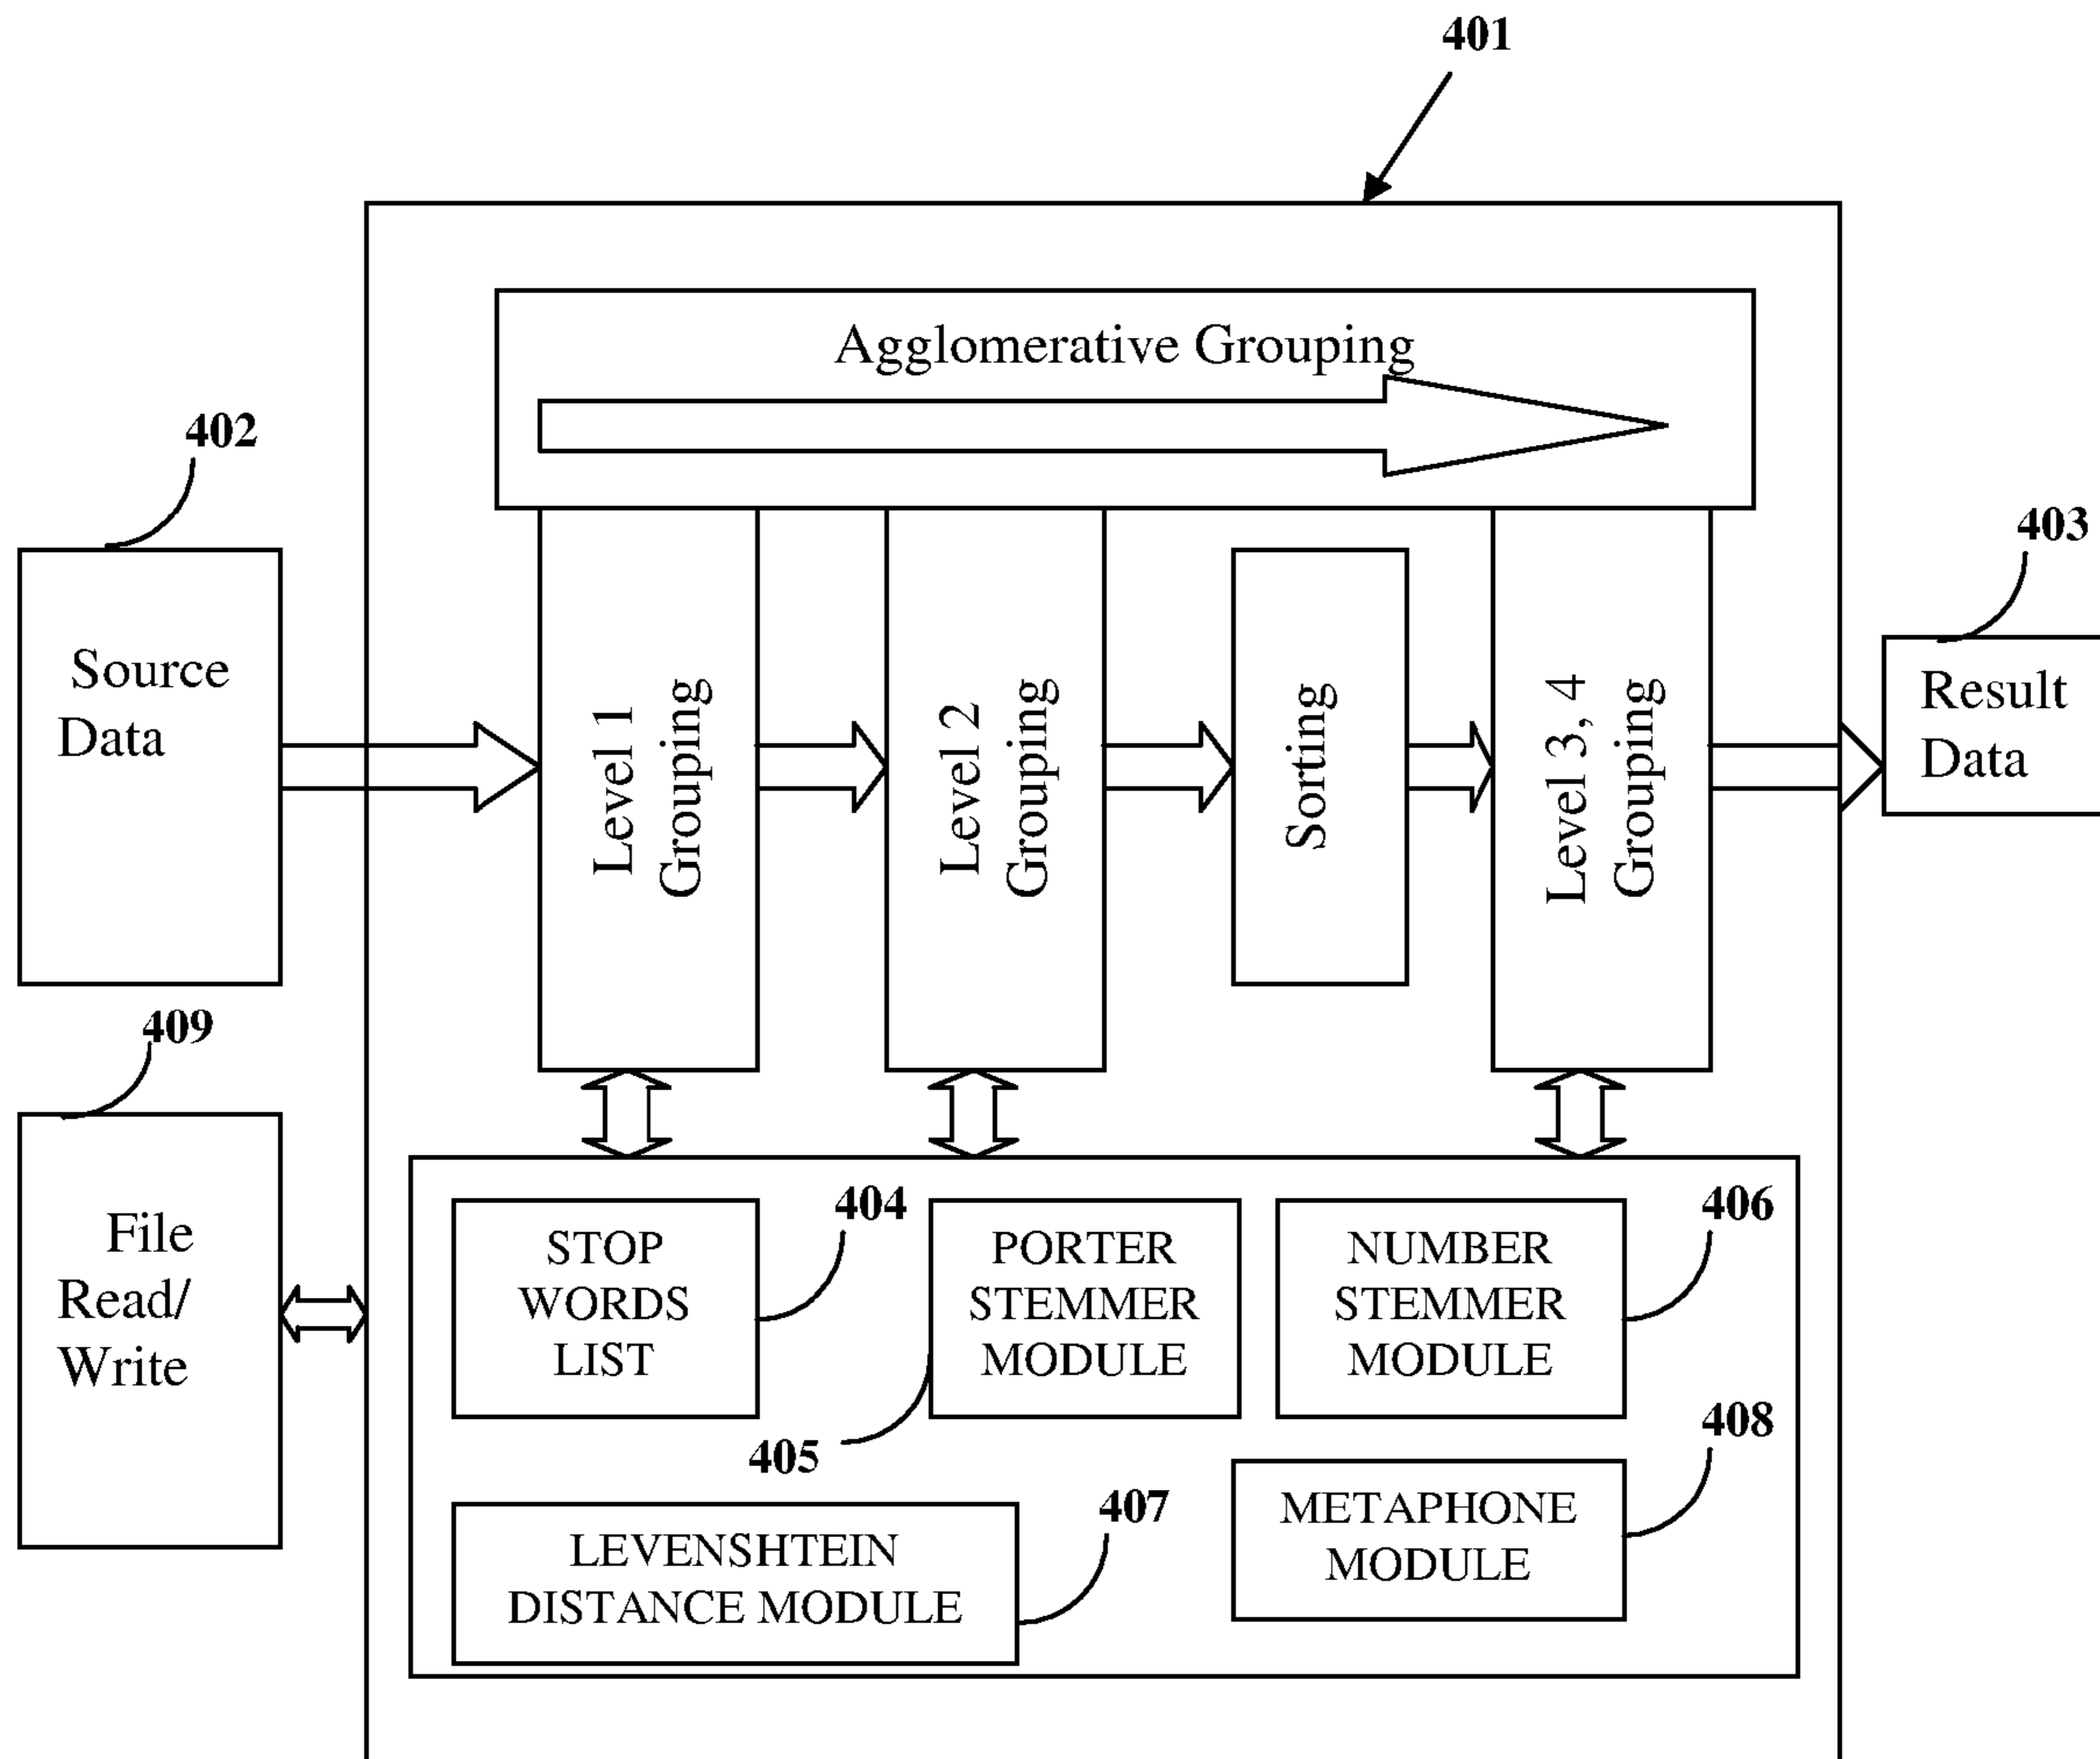 401
Agglomerative Grouping
402
403
Source
Data
Level 1
Grouping
Level 2
Grouping
Sorting
Level 3, 4
Grouping
Result
Data
409
File
Read/
Write
STOP
WORDS
LIST
404
PORTER
STEMMER
MODULE
405
NUMBER
STEMMER
MODULE
406
LEVENSHTEIN
DISTANCE MODULE
407
METAPHONE
MODULE
408